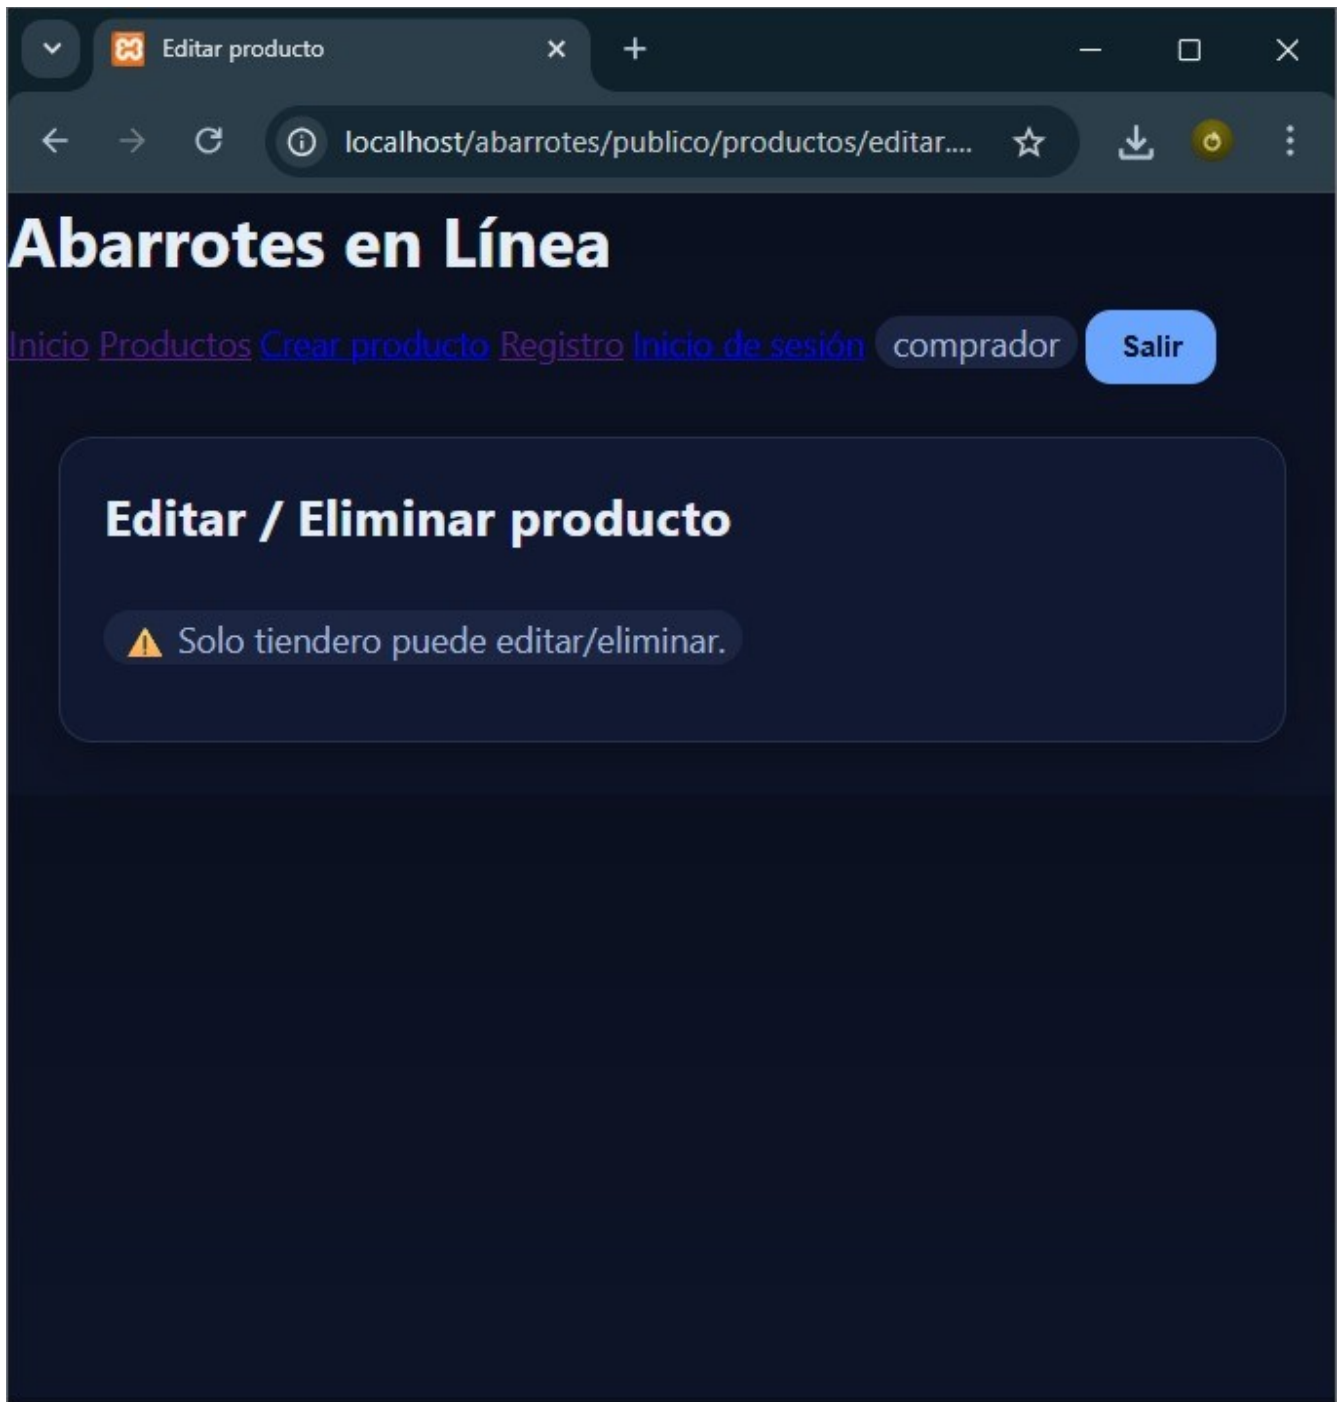 Editar producto
localhost/abarrotes/publico/productos/editar....
Abarrotes en Línea
Inicio Productos Crear producto Registro Inicio de sesión comprador Salir
Editar / Eliminar producto
⚠ Solo tiendero puede editar/eliminar.